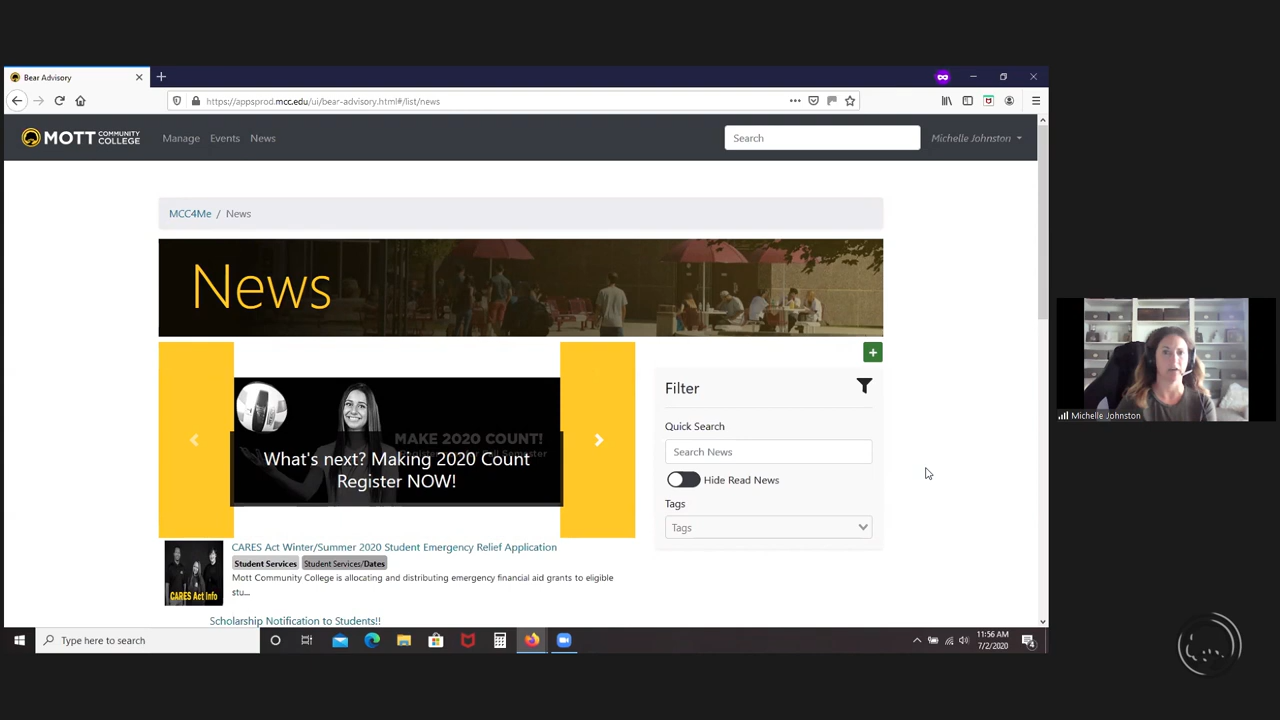 Bear Advisory
https://appsprod.mcc.edu/ui/bear-advisory.html#/list/news
MOTT COMMUNITY COLLEGE
Manage
Events
News
Search
Michelle Johnston
MCC4Me / News
News
MAKE 2020 COUNT!
What's next? Making 2020 Count
Register NOW!
Filter
Quick Search
Search News
Hide Read News
Tags
Tags
CARES Act Info
CARES Act Winter/Summer 2020 Student Emergency Relief Application
Student Services
Student Services/Dates
Mott Community College is allocating and distributing emergency financial aid grants to eligible
stu...
Scholarship Notification to Students!!
Michelle Johnston
Type here to search
11:56 AM
7/2/2020
4